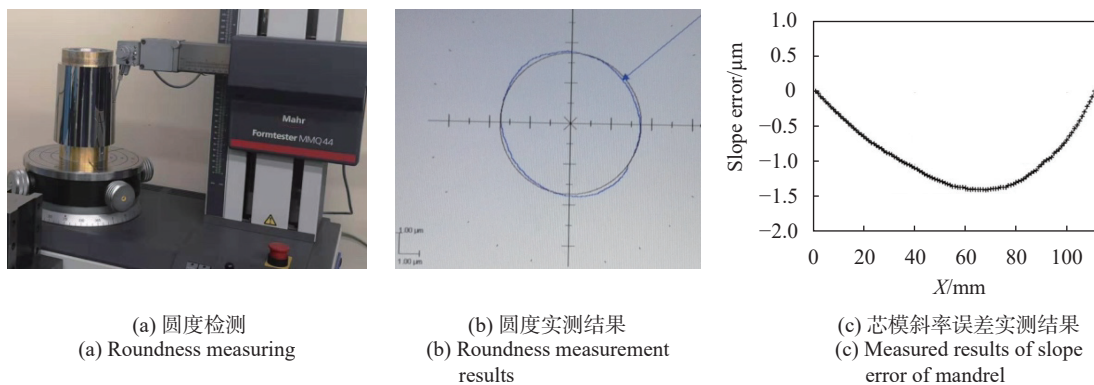 Mahr
Formtester MMQ 44
1.00 μm
1.00 μm
1.0
0.5
0
−0.5
−1.0
−1.5
−2.0
Slope error/μm
0 20 40 60 80 100
X/mm
(a) 圆度检测
(a) Roundness measuring
(b) 圆度实测结果
(b) Roundness measurement
results
(c) 芯模斜率误差实测结果
(c) Measured results of slope
error of mandrel